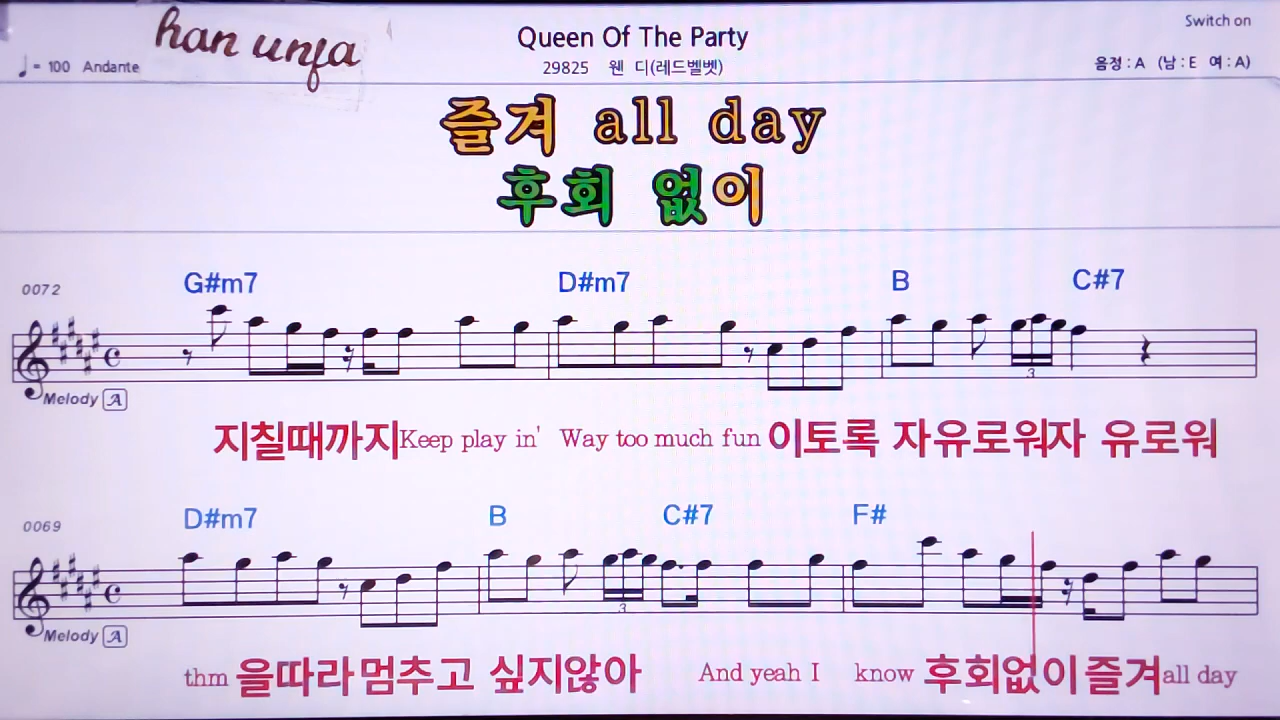 han unfa
Switch on
Queen Of The Party
♩= 100 Andante
29825 웬 디(레드벨벳)
음정 : A (남 : E 여 : A)
즐겨 all day
후회 없이
0072 G#m7 D#m7 B C#7
3
Melody A
지칠때까지Keep play in' Way too much fun 이토록 자유로워자 유로워
0069 D#m7 B C#7 F#
3
Melody A
thm 을따라멈추고 싶지않아 And yeah I know 후회없이즐겨all day